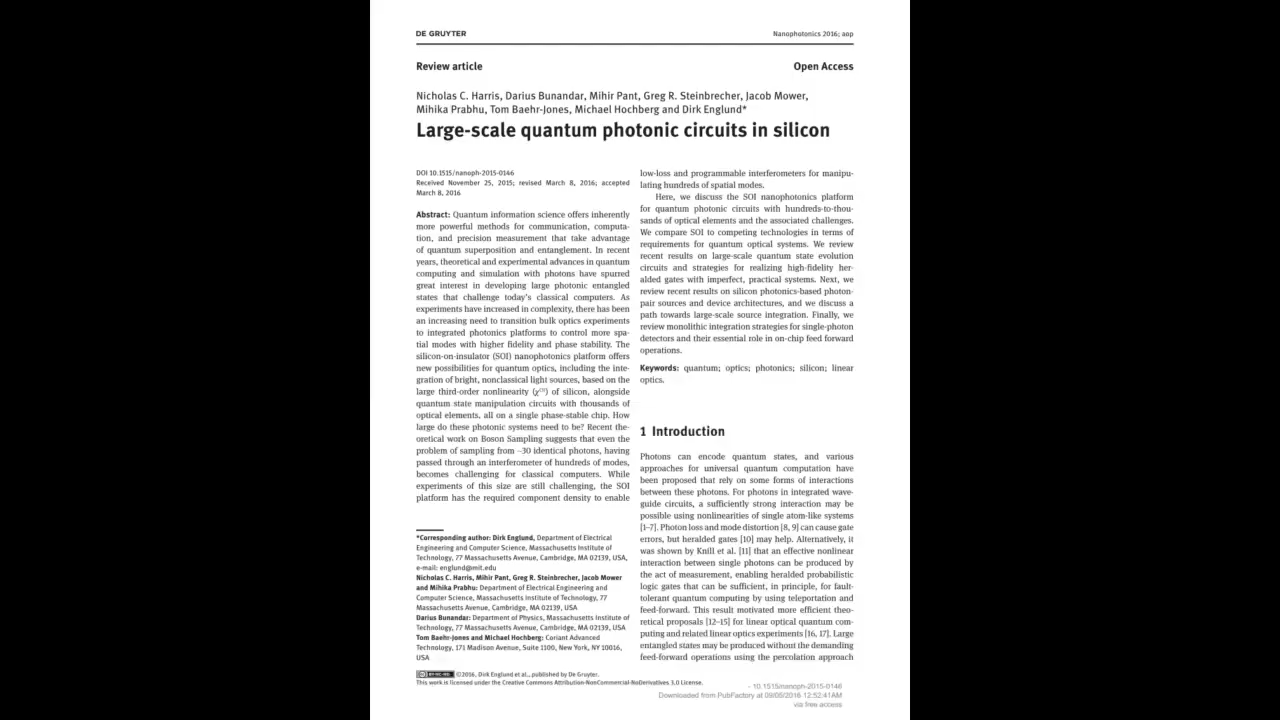 DE GRUYTER
Nanophotonics 2016; aop
Review article
Open Access
Nicholas C. Harris, Darius Bunandar, Mihir Pant, Greg R. Steinbrecher, Jacob Mower,
Mihika Prabhu, Tom Baehr-Jones, Michael Hochberg and Dirk Englund*
Large-scale quantum photonic circuits in silicon
DOI 10.1515/nanoph-2015-0146
Received November 25, 2015; revised March 8, 2016; accepted
March 8, 2016
Abstract: Quantum information science offers inherently
more powerful methods for communication, computa-
tion, and precision measurement that take advantage
of quantum superposition and entanglement. In recent
years, theoretical and experimental advances in quantum
computing and simulation with photons have spurred
great interest in developing large photonic entangled
states that challenge today's classical computers. As
experiments have increased in complexity, there has been
an increasing need to transition bulk optics experiments
to integrated photonics platforms to control more spa-
tial modes with higher fidelity and phase stability. The
silicon-on-insulator (SOI) nanophotonics platform offers
new possibilities for quantum optics, including the inte-
gration of bright, nonclassical light sources, based on the
large third-order nonlinearity (χ(3)) of silicon, alongside
quantum state manipulation circuits with thousands of
optical elements, all on a single phase-stable chip. How
large do these photonic systems need to be? Recent the-
oretical work on Boson Sampling suggests that even the
problem of sampling from ~30 identical photons, having
passed through an interferometer of hundreds of modes,
becomes challenging for classical computers. While
experiments of this size are still challenging, the SOI
platform has the required component density to enable
*Corresponding author: Dirk Englund, Department of Electrical
Engineering and Computer Science, Massachusetts Institute of
Technology, 77 Massachusetts Avenue, Cambridge, MA 02139, USA,
e-mail: englund@mit.edu
Nicholas C. Harris, Mihir Pant, Greg R. Steinbrecher, Jacob Mower
and Mihika Prabhu: Department of Electrical Engineering and
Computer Science, Massachusetts Institute of Technology, 77
Massachusetts Avenue, Cambridge, MA 02139, USA
Darius Bunandar: Department of Physics, Massachusetts Institute of
Technology, 77 Massachusetts Avenue, Cambridge, MA 02139, USA
Tom Baehr-Jones and Michael Hochberg: Coriant Advanced
Technology, 171 Madison Avenue, Suite 1100, New York, NY 10016,
USA
low-loss and programmable interferometers for manipu-
lating hundreds of spatial modes.
Here, we discuss the SOI nanophotonics platform
for quantum photonic circuits with hundreds-to-thou-
sands of optical elements and the associated challenges.
We compare SOI to competing technologies in terms of
requirements for quantum optical systems. We review
recent results on large-scale quantum state evolution
circuits and strategies for realizing high-fidelity her-
alded gates with imperfect, practical systems. Next, we
review recent results on silicon photonics-based photon-
pair sources and device architectures, and we discuss a
path towards large-scale source integration. Finally, we
review monolithic integration strategies for single-photon
detectors and their essential role in on-chip feed forward
operations.
Keywords: quantum; optics; photonics; silicon; linear
optics.
1 Introduction
Photons can encode quantum states, and various
approaches for universal quantum computation have
been proposed that rely on some forms of interactions
between these photons. For photons in integrated wave-
guide circuits, a sufficiently strong interaction may be
possible using nonlinearities of single atom-like systems
[1–7]. Photon loss and mode distortion [8, 9] can cause gate
errors, but heralded gates [10] may help. Alternatively, it
was shown by Knill et al. [11] that an effective nonlinear
interaction between single photons can be produced by
the act of measurement, enabling heralded probabilistic
logic gates that can be sufficient, in principle, for fault-
tolerant quantum computing by using teleportation and
feed-forward. This result motivated more efficient theo-
retical proposals [12–15] for linear optical quantum com-
puting and related linear optics experiments [16, 17]. Large
entangled states may be produced without the demanding
feed-forward operations using the percolation approach
©2016, Dirk Englund et al., published by De Gruyter.
This work is licensed under the Creative Commons Attribution-NonCommercial-NoDerivatives 3.0 License.
- 10.1515/nanoph-2015-0146
Downloaded from PubFactory at 09/06/2016 12:52:41AM
via free access